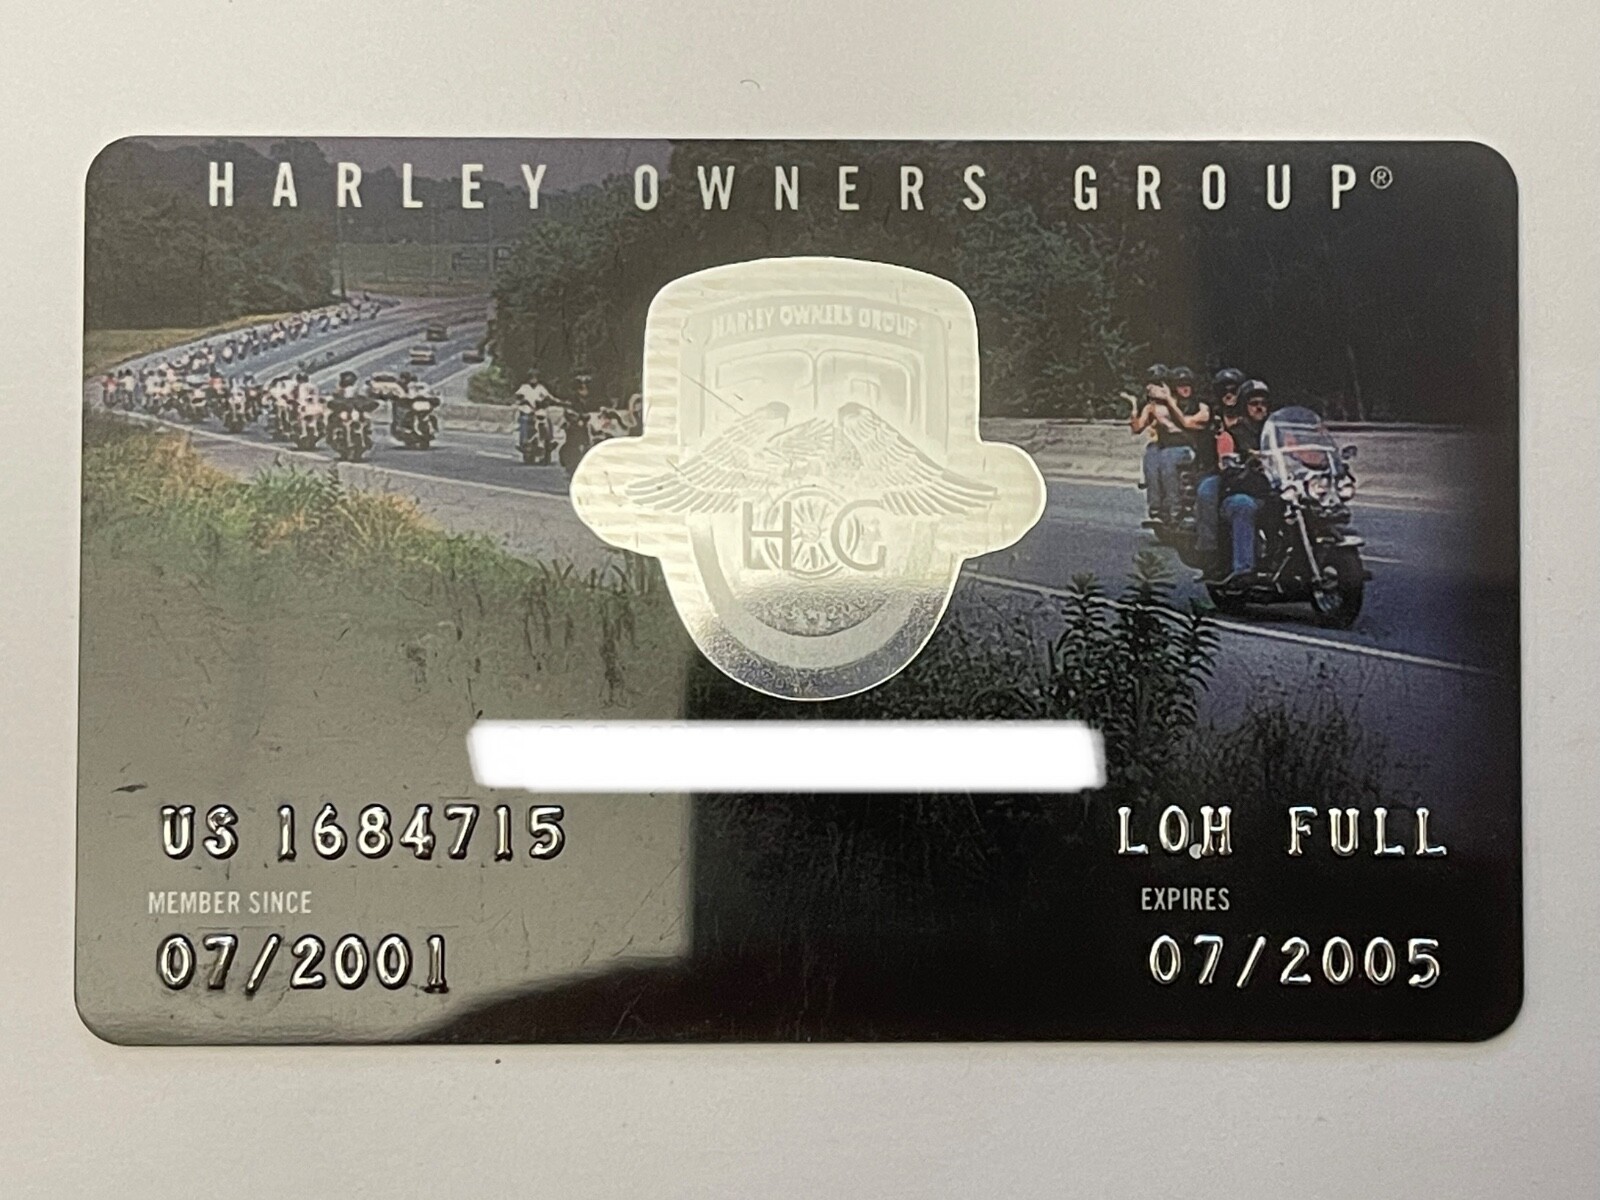 HARLEY OWNERS GROUP®
HARLEY OWNERS GROUP
H.O.G
US 1684715
LOH FULL
MEMBER SINCE
EXPIRES
07/2001
07/2005